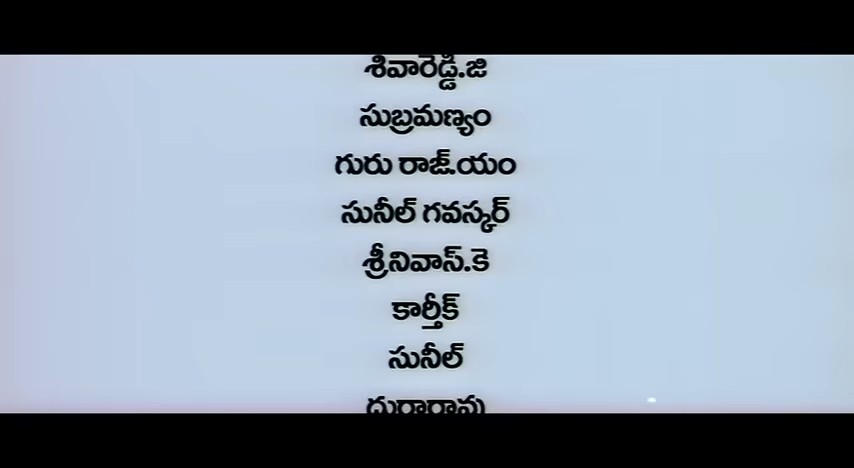 శివారెడ్డి.జి
సుబ్రమణ్యం
గురు రాజ్.యం
సునీల్ గవస్కర్
శ్రీనివాస్.కె
కార్తీక్
సునీల్